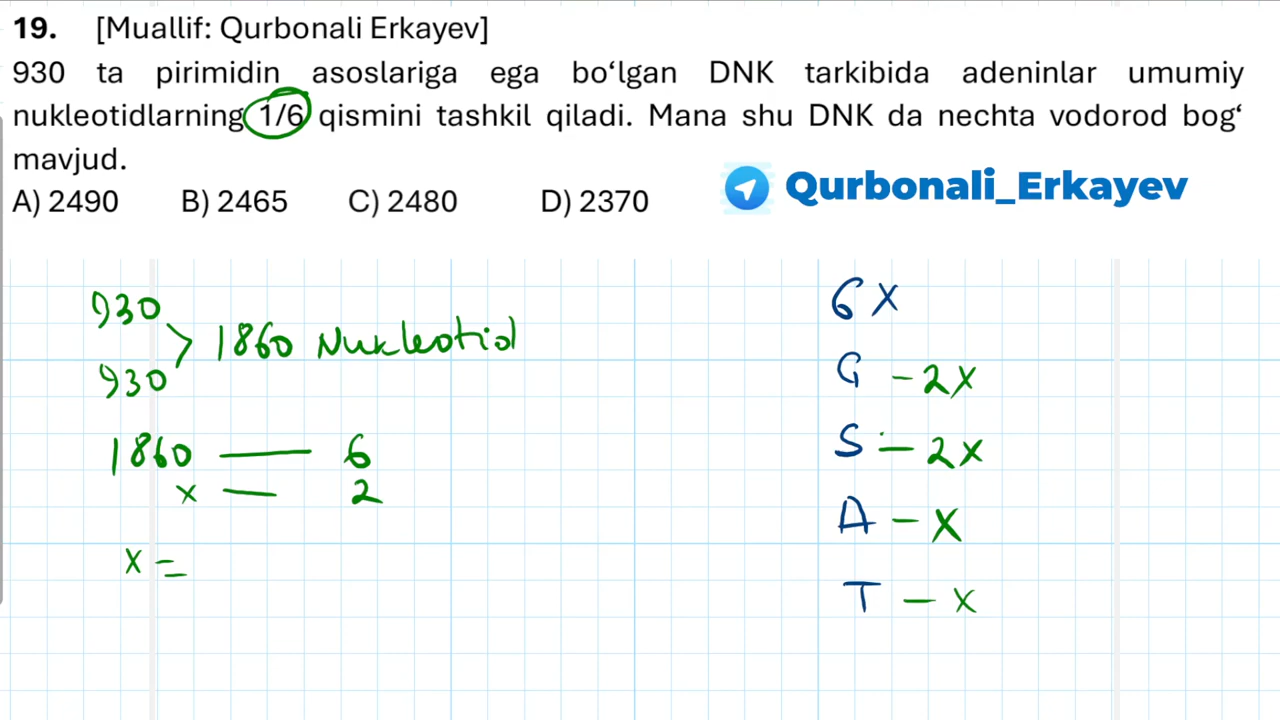 19. [Muallif: Qurbonali Erkayev]
930 ta pirimidin asoslariga ega bo‘lgan DNK tarkibida adeninlar umumiy
nukleotidlarning 1/6 qismini tashkil qiladi. Mana shu DNK da nechta vodorod bog‘
mavjud.
A) 2490 B) 2465 C) 2480 D) 2370
Qurbonali_Erkayev
930
930
> 1860 Nukleotid
1860 — 6
x — 2
x =
6x
G - 2x
S - 2x
A - x
T - x